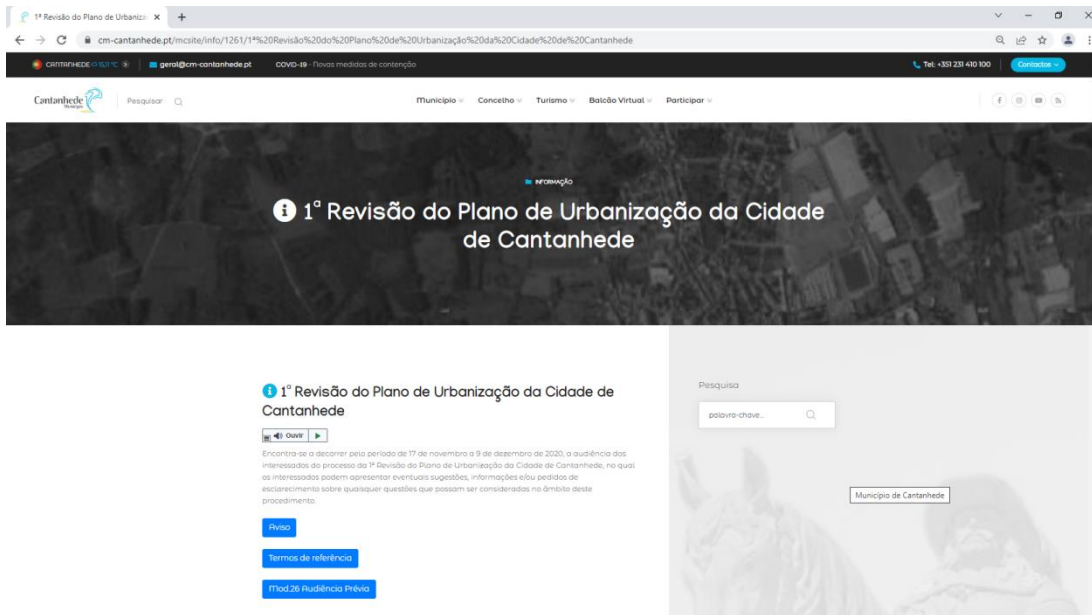 1ª Revisão do Plano de Urbaniza
cm-cantanhede.pt/mcsite/info/1261/1ª%20Revisão%20do%20Plano%20de%20Urbanização%20da%20Cidade%20de%20Cantanhede
CANTANHEDE 15,11 °C geral@cm-cantanhede.pt COVID-19 - Novas medidas de contenção Tel: +351 231 410 100 Contactos
Cantanhede Pesquisar Município Concelho Turismo Balcão Virtual Participar
Município
INFORMAÇÃO
1ª Revisão do Plano de Urbanização da Cidade
de Cantanhede
1ª Revisão do Plano de Urbanização da Cidade de
Cantanhede
Ouvir
Encontra-se a decorrer pelo período de 17 de novembro a 9 de dezembro de 2020, a audiência dos
interessados do processo da 1ª Revisão do Plano de Urbanização da Cidade de Cantanhede, no qual
os interessados podem apresentar eventuais sugestões, informações e/ou pedidos de
esclarecimento sobre quaisquer questões que possam ser consideradas no âmbito deste
procedimento.
Aviso
Termos de referência
Mod.26 Audiência Prévia
Pesquisa
palavra-chave...
Município de Cantanhede